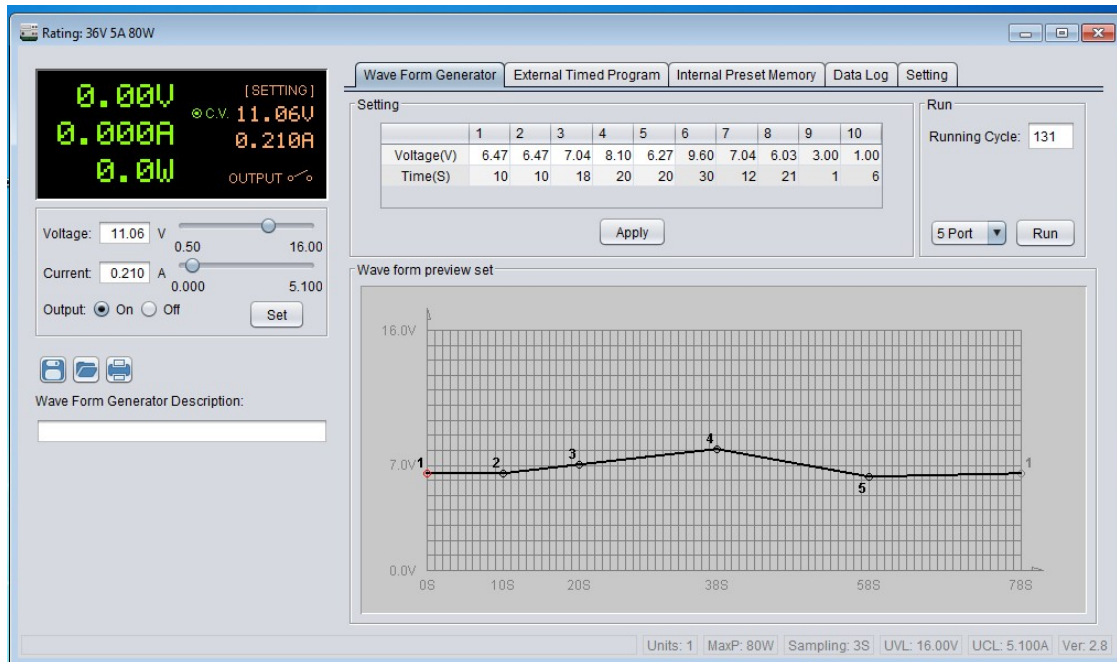 Rating: 36V 5A 80W
0.00V
[SETTING]
C.V. 11.06V
0.000A
0.210A
0.0W
OUTPUT
Voltage: 11.06 V
0.50 16.00
Current: 0.210 A
0.000 5.100
Output: On Off
Set
Wave Form Generator Description:
Wave Form Generator External Timed Program Internal Preset Memory Data Log Setting
Setting
1 2 3 4 5 6 7 8 9 10
Voltage(V) 6.47 6.47 7.04 8.10 6.27 9.60 7.04 6.03 3.00 1.00
Time(S) 10 10 18 20 20 30 12 21 1 6
Apply
Run
Running Cycle: 131
5 Port Run
Wave form preview set
16.0V
4
3
7.0V 1 2 1
5
0.0V
0S 10S 20S 38S 58S 78S
Units: 1 MaxP: 80W Sampling: 3S UVL: 16.00V UCL: 5.100A Ver: 2.8